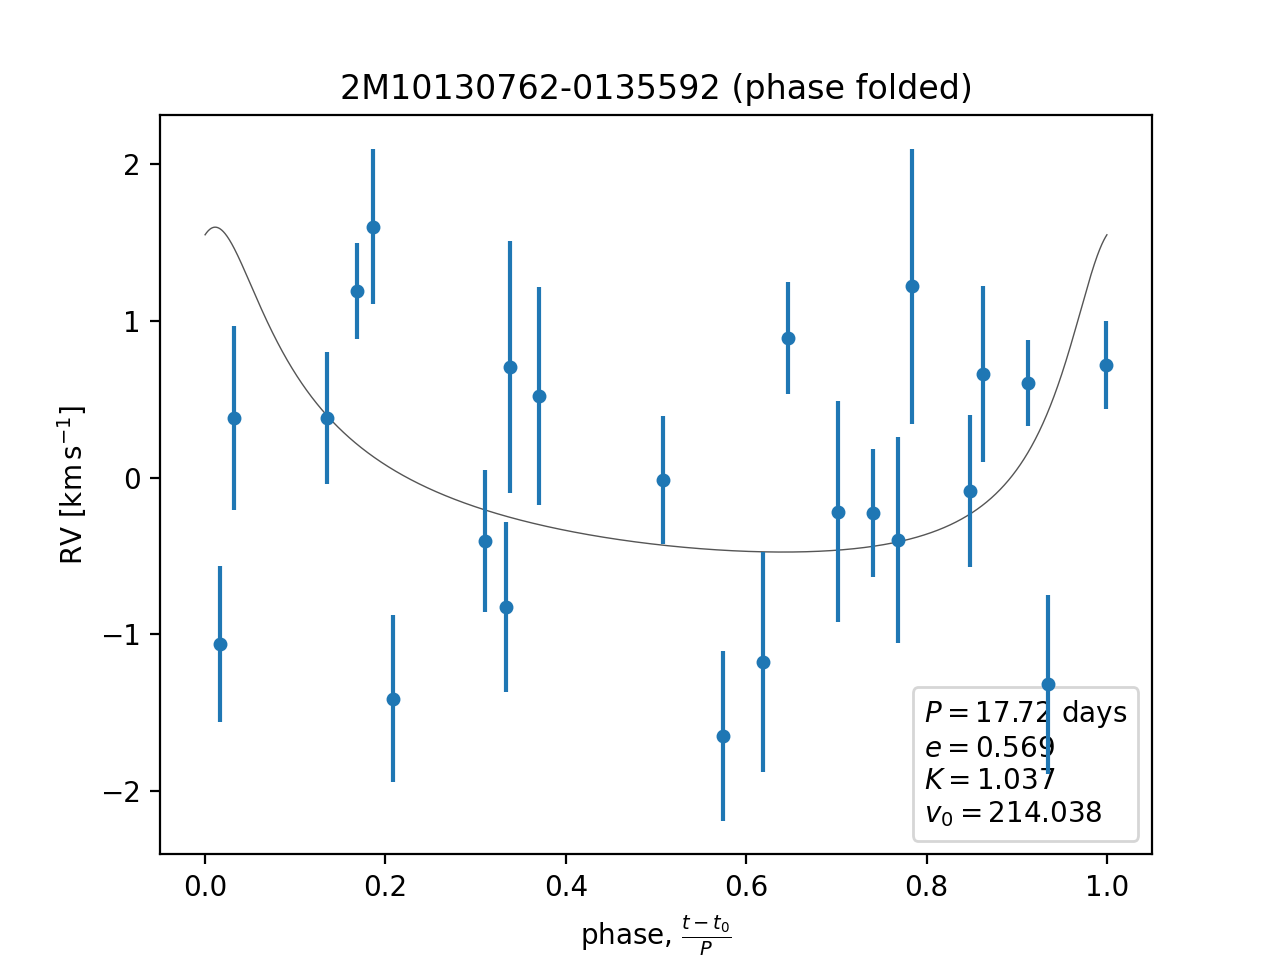 2M10130762-0135592 (phase folded)
RV [km s⁻¹]
2
1
0
−1
−2
P = 17.72 days
e = 0.569
K = 1.037
v₀ = 214.038
0.0 0.2 0.4 0.6 0.8 1.0
phase, (t − t₀)/P